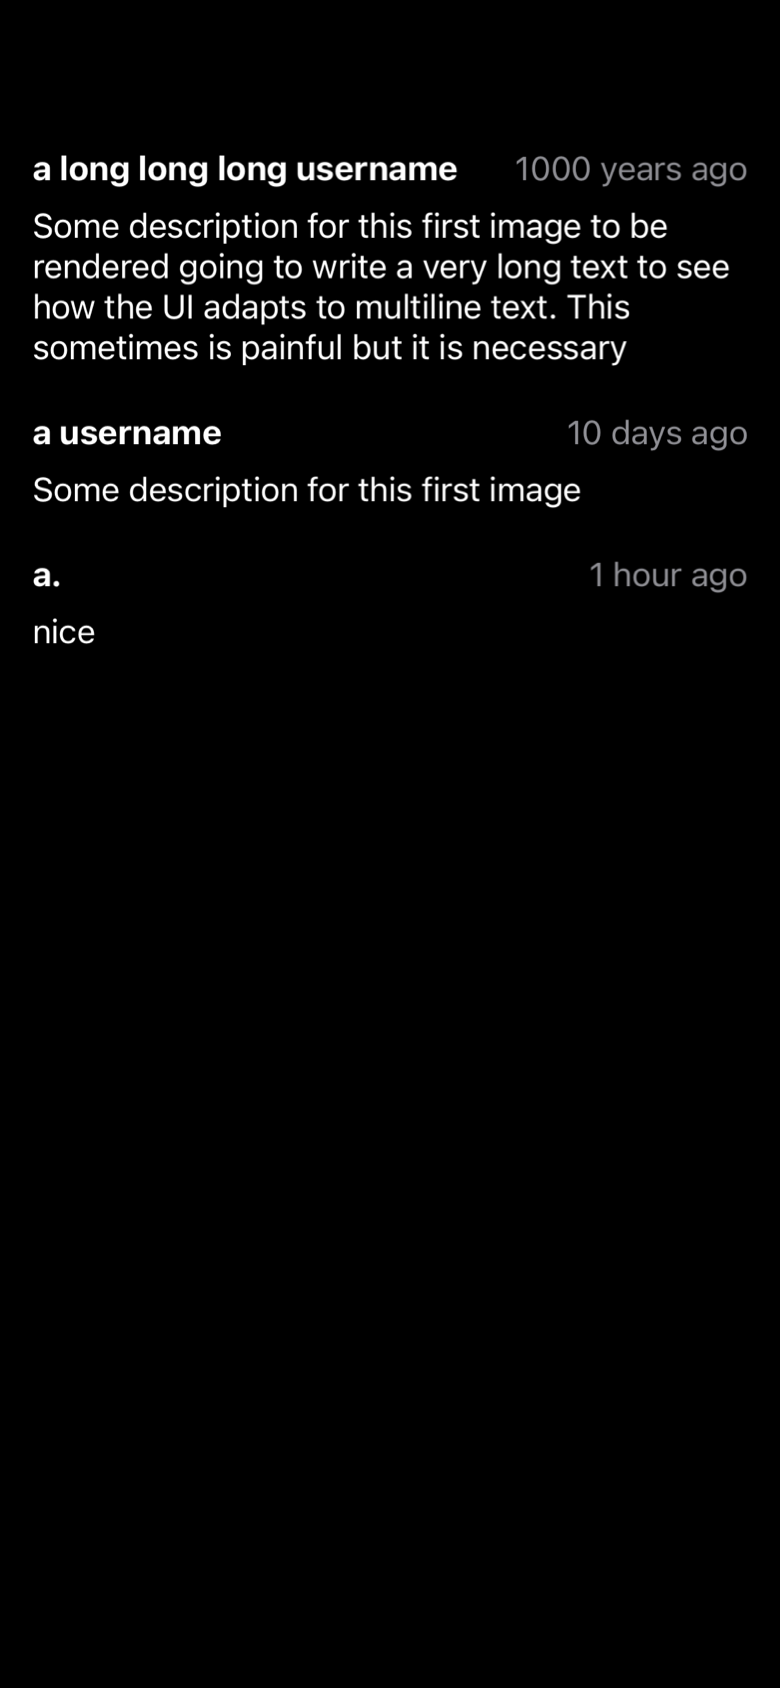 a long long long username 1000 years ago
Some description for this first image to be
rendered going to write a very long text to see
how the UI adapts to multiline text. This
sometimes is painful but it is necessary
a username 10 days ago
Some description for this first image
a. 1 hour ago
nice